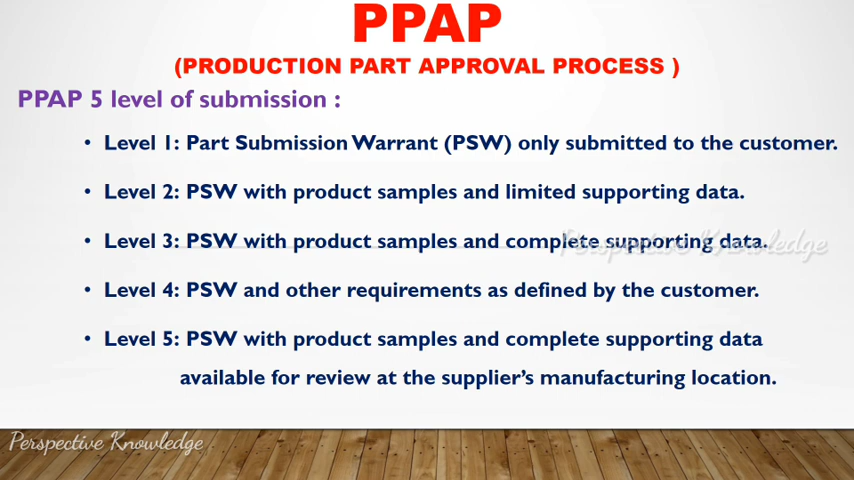 PPAP
(PRODUCTION PART APPROVAL PROCESS )
PPAP 5 level of submission :
• Level 1: Part Submission Warrant (PSW) only submitted to the customer.
• Level 2: PSW with product samples and limited supporting data.
• Level 3: PSW with product samples and complete supporting data.
Perspective Knowledge
• Level 4: PSW and other requirements as defined by the customer.
• Level 5: PSW with product samples and complete supporting data
available for review at the supplier’s manufacturing location.
Perspective Knowledge